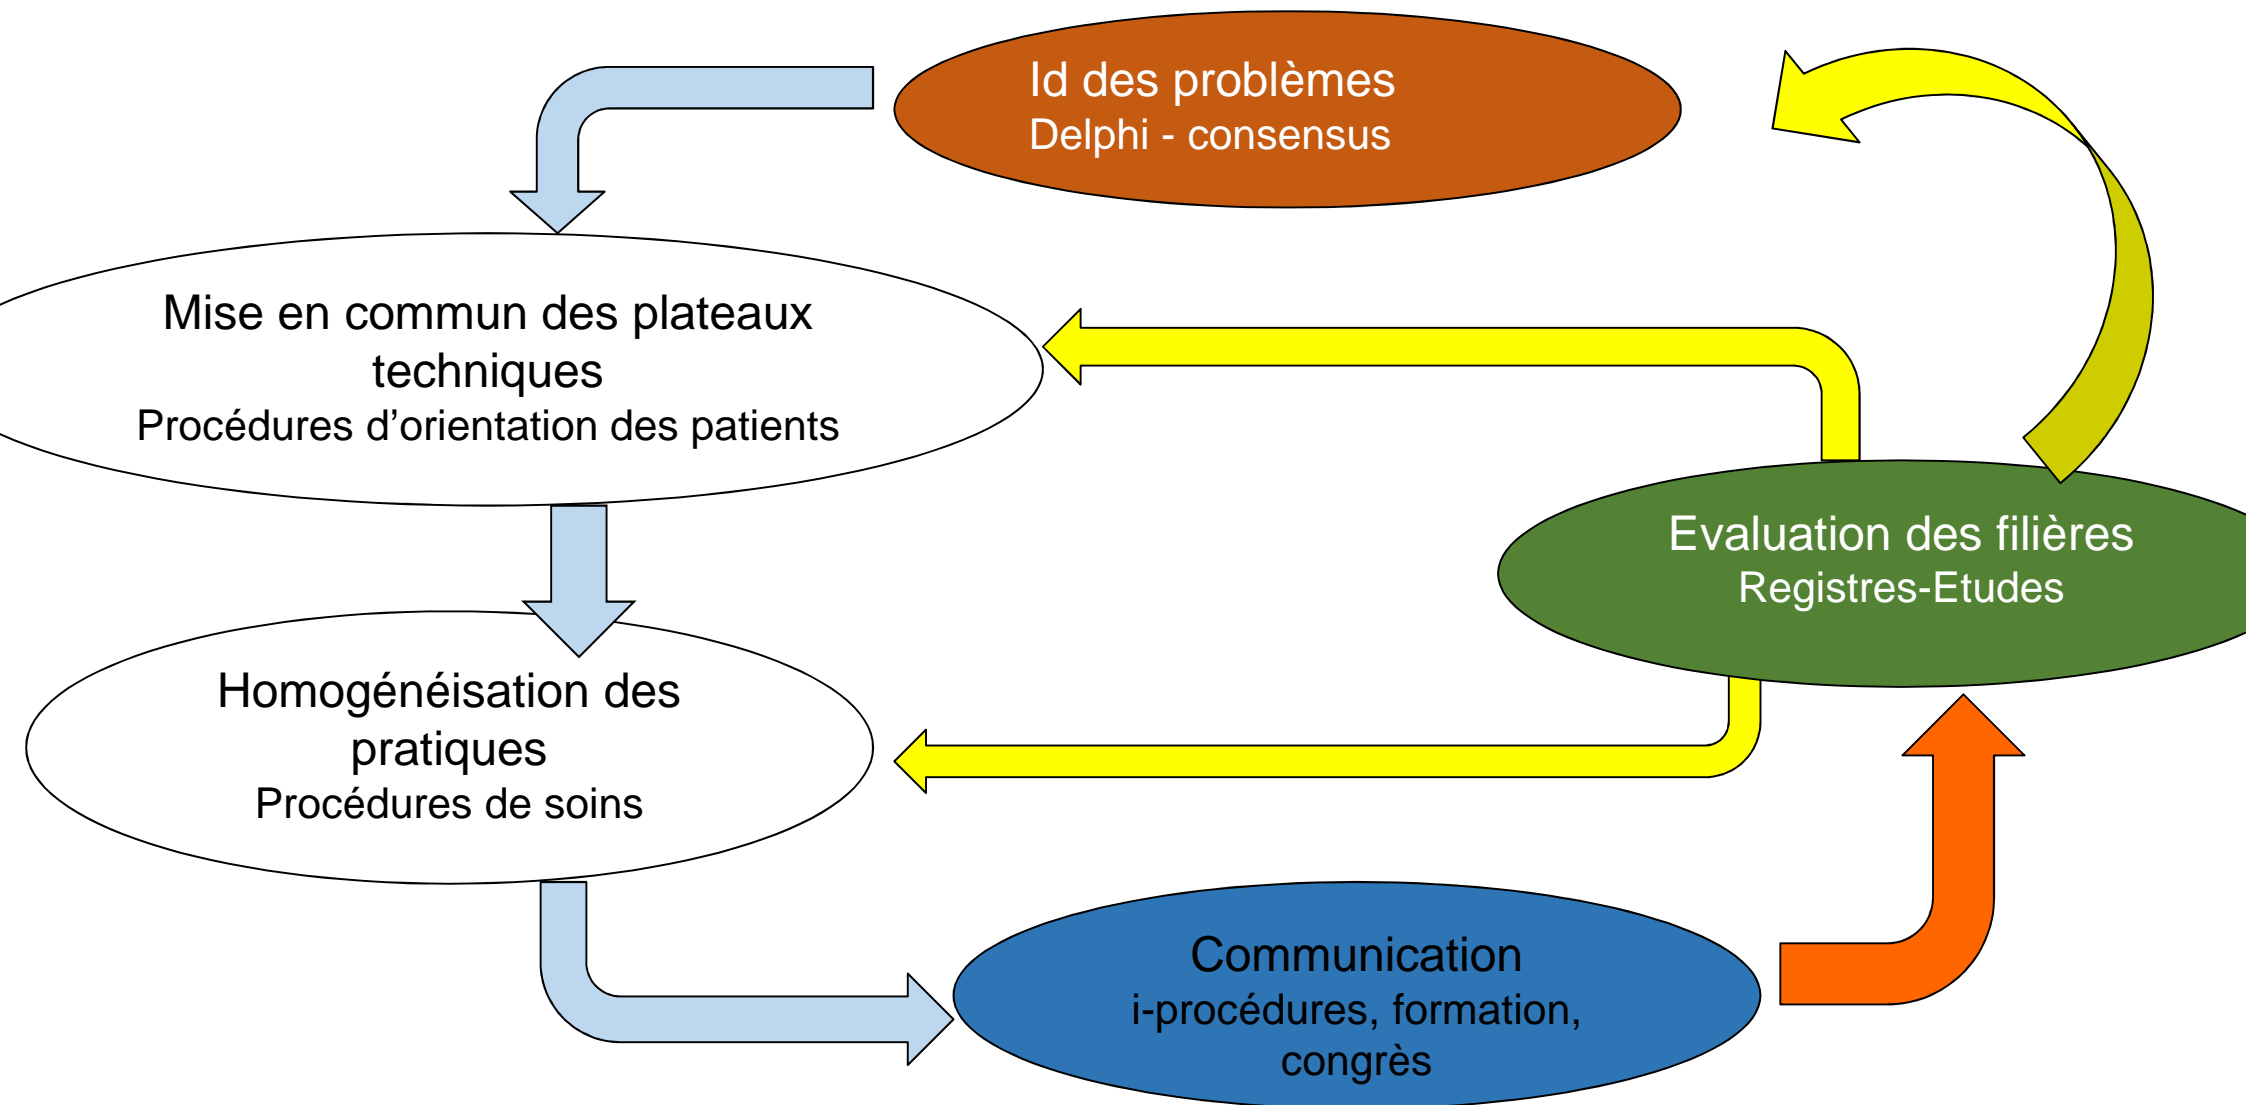 Id des problèmes
Delphi - consensus
Mise en commun des plateaux
techniques
Procédures d’orientation des patients
Evaluation des filières
Registres-Etudes
Homogénéisation des
pratiques
Procédures de soins
Communication
i-procédures, formation,
congrès